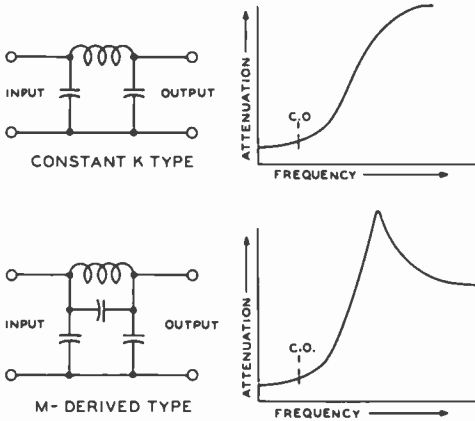 INPUT
OUTPUT
CONSTANT K TYPE
ATTENUATION
C.O
FREQUENCY
INPUT
OUTPUT
M- DERIVED TYPE
ATTENUATION
C.O.
FREQUENCY